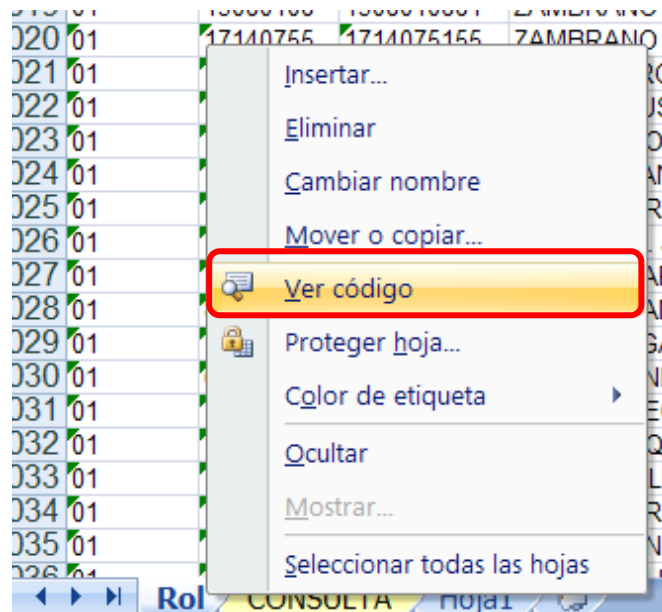 020 01 17140755 1714075155 ZAMBRANO
021 01
022 01
023 01
024 01
025 01
026 01
027 01
028 01
029 01
030 01
031 01
032 01
033 01
034 01
035 01
036 01
Insertar...
Eliminar
Cambiar nombre
Mover o copiar...
Ver código
Proteger hoja...
Color de etiqueta
Ocultar
Mostrar...
Seleccionar todas las hojas
Rol CONSULTA Hoja1